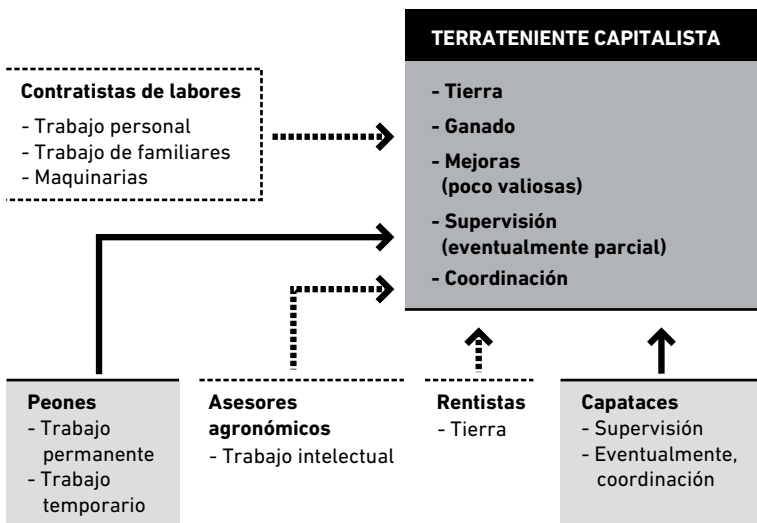 TERRATENIENTE CAPITALISTA
- Tierra
- Ganado
- Mejoras
(poco valiosas)
- Supervisión
(eventualmente parcial)
- Coordinación
Contratistas de labores
- Trabajo personal
- Trabajo de familiares
- Maquinarias
Peones
- Trabajo
permanente
- Trabajo
temporario
Asesores
agronómicos
- Trabajo intelectual
Rentistas
- Tierra
Capataces
- Supervisión
- Eventualmente,
coordinación